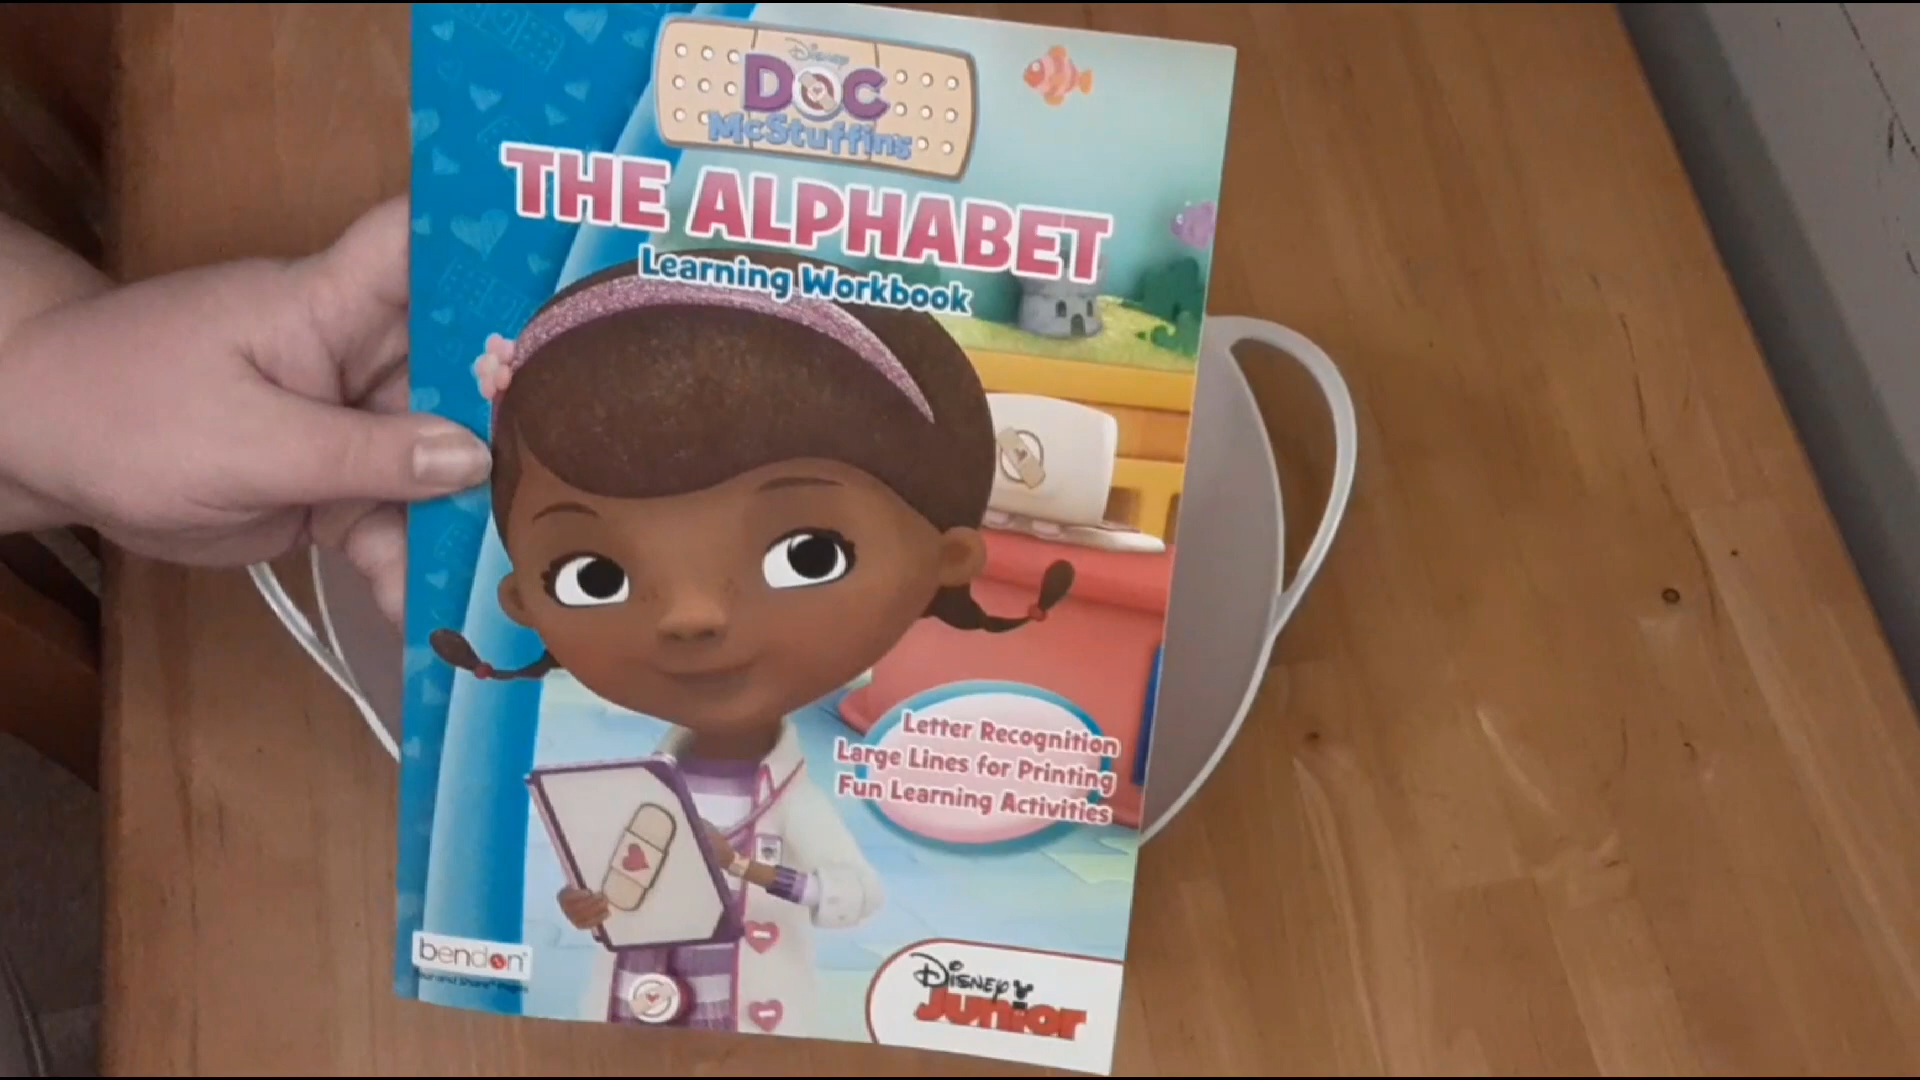 Disney
DOC
McStuffins
THE ALPHABET
Learning Workbook
Letter Recognition
Large Lines for Printing
Fun Learning Activities
bendon
Disney
Junior